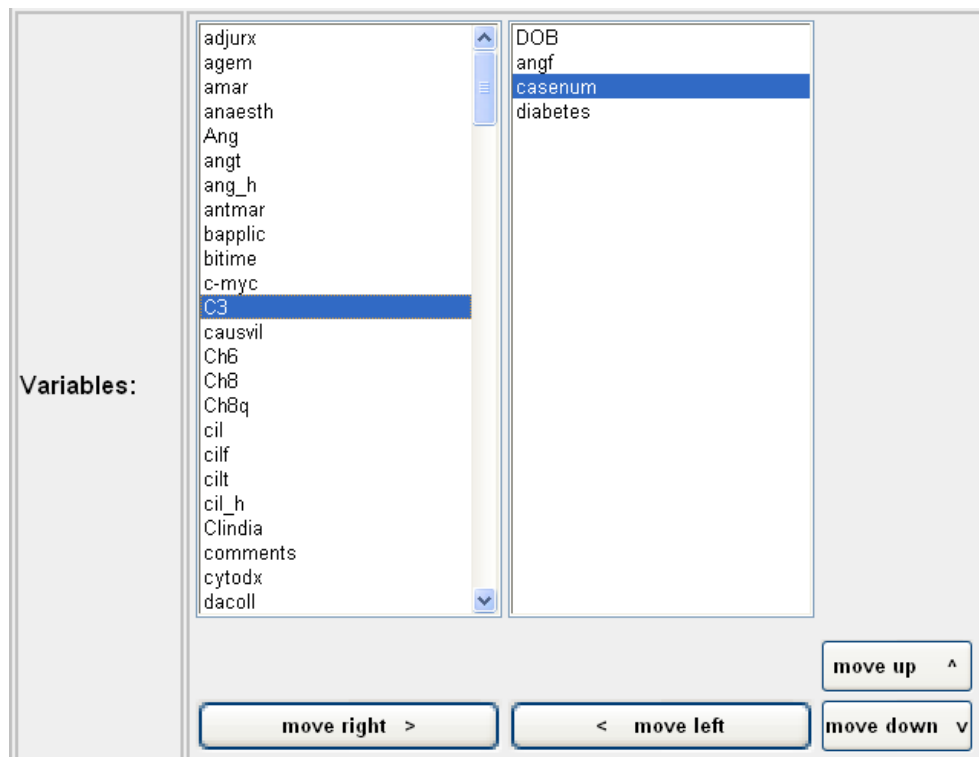 Variables:
adjurx
agem
amar
anaesth
Ang
angt
ang_h
antmar
bapplic
bitime
c-myc
C3
causvil
Ch6
Ch8
Ch8q
cil
cilf
cilt
cil_h
Clindia
comments
cytodx
dacoll
DOB
angf
casenum
diabetes
move up ^
move right >
< move left
move down v